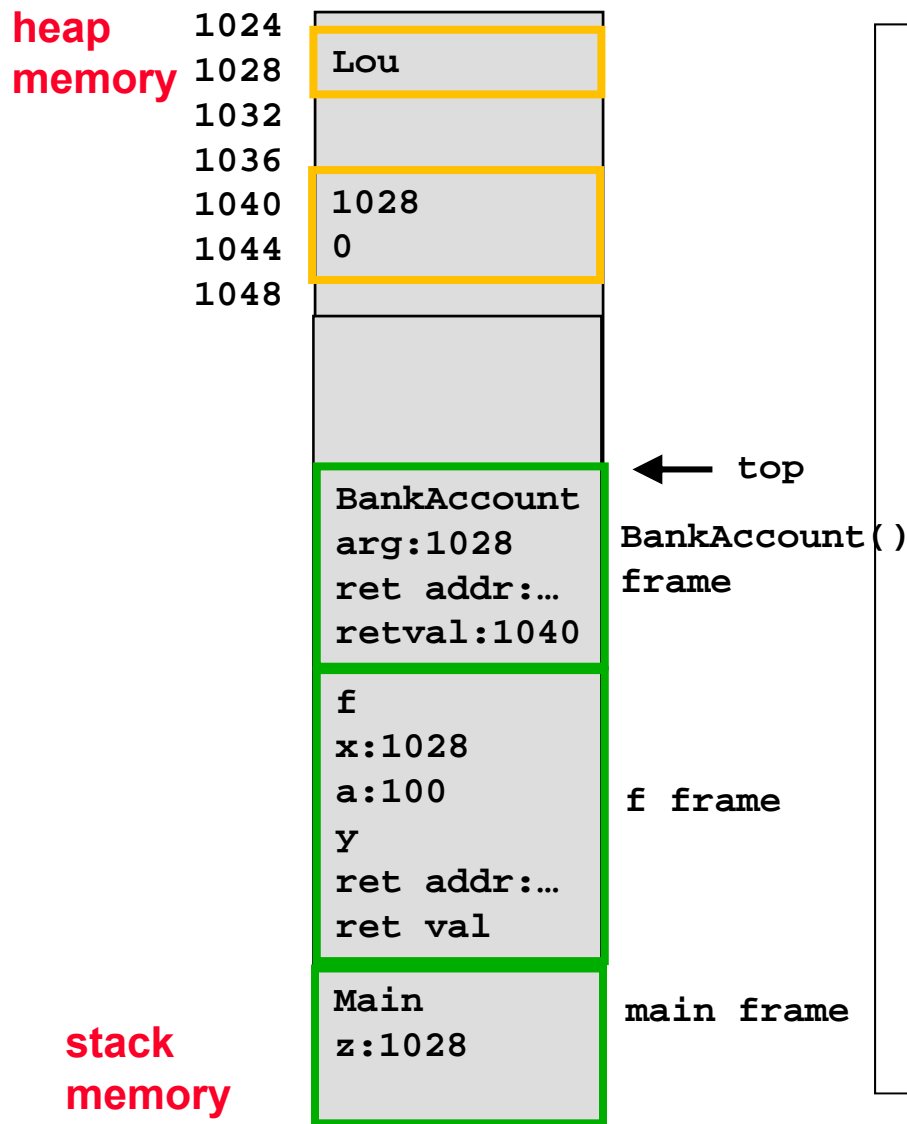 heap
memory
1024
1028
1032
1036
1040
1044
1048
Lou
1028
0
top
BankAccount
arg:1028
ret addr:…
retval:1040
BankAccount()
frame
f
x:1028
a:100
y
ret addr:…
ret val
f frame
Main
z:1028
main frame
stack
memory